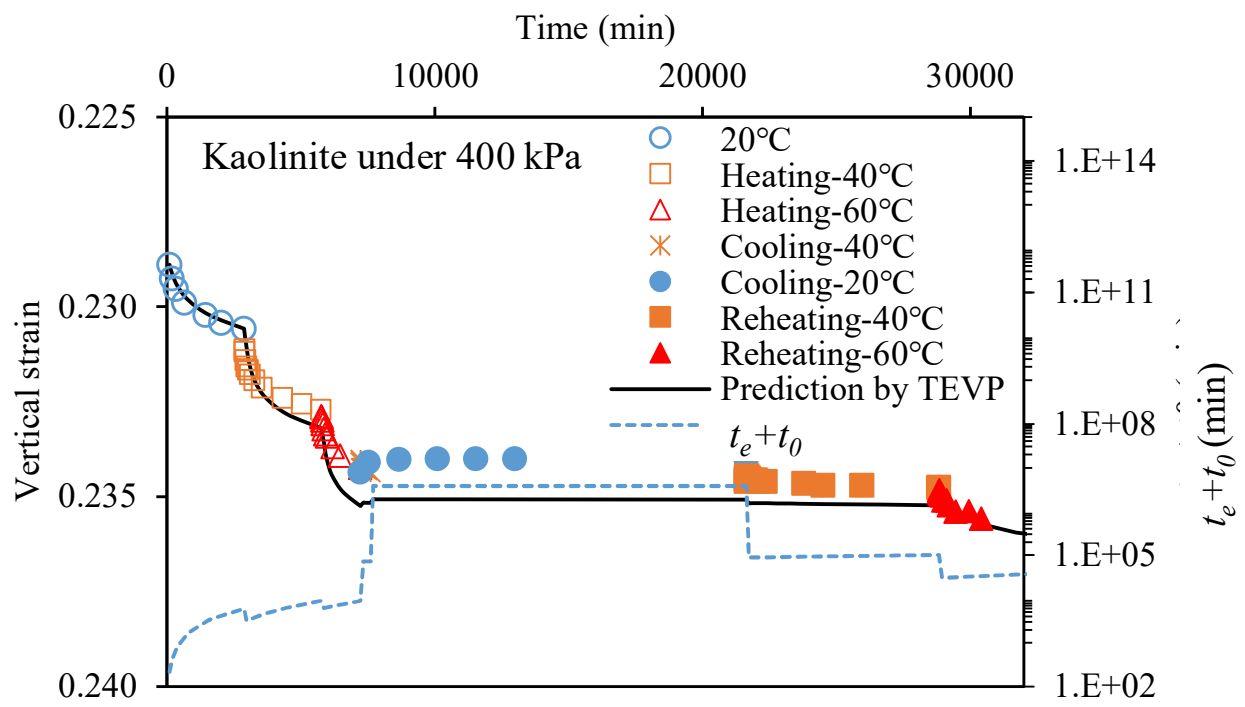 Time (min)
0 10000 20000 30000
0.225
0.230
0.235
0.240
Vertical strain
Kaolinite under 400 kPa
20°C
Heating-40°C
Heating-60°C
Cooling-40°C
Cooling-20°C
Reheating-40°C
Reheating-60°C
Prediction by TEVP
te+t0
1.E+14
1.E+11
1.E+08
1.E+05
1.E+02
te+t0 (min)